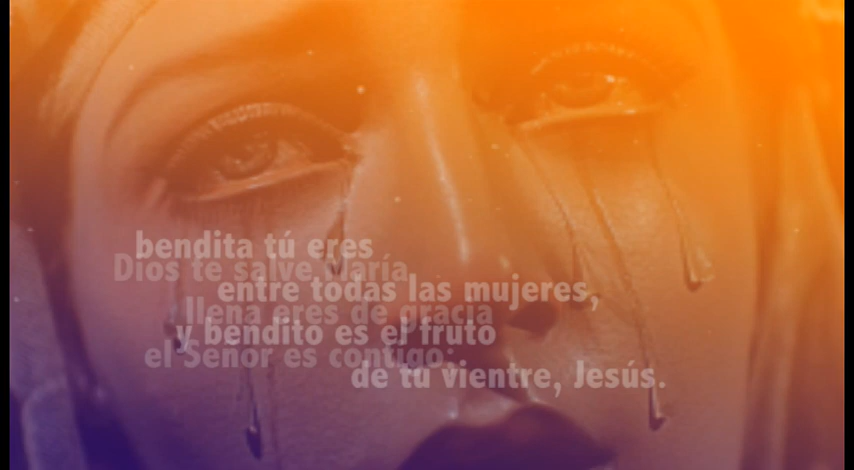 bendita tú eres
Dios te salve María
entre todas las mujeres,
llena eres de gracia
y bendito es el fruto
el Señor es contigo
de tu vientre, Jesús.